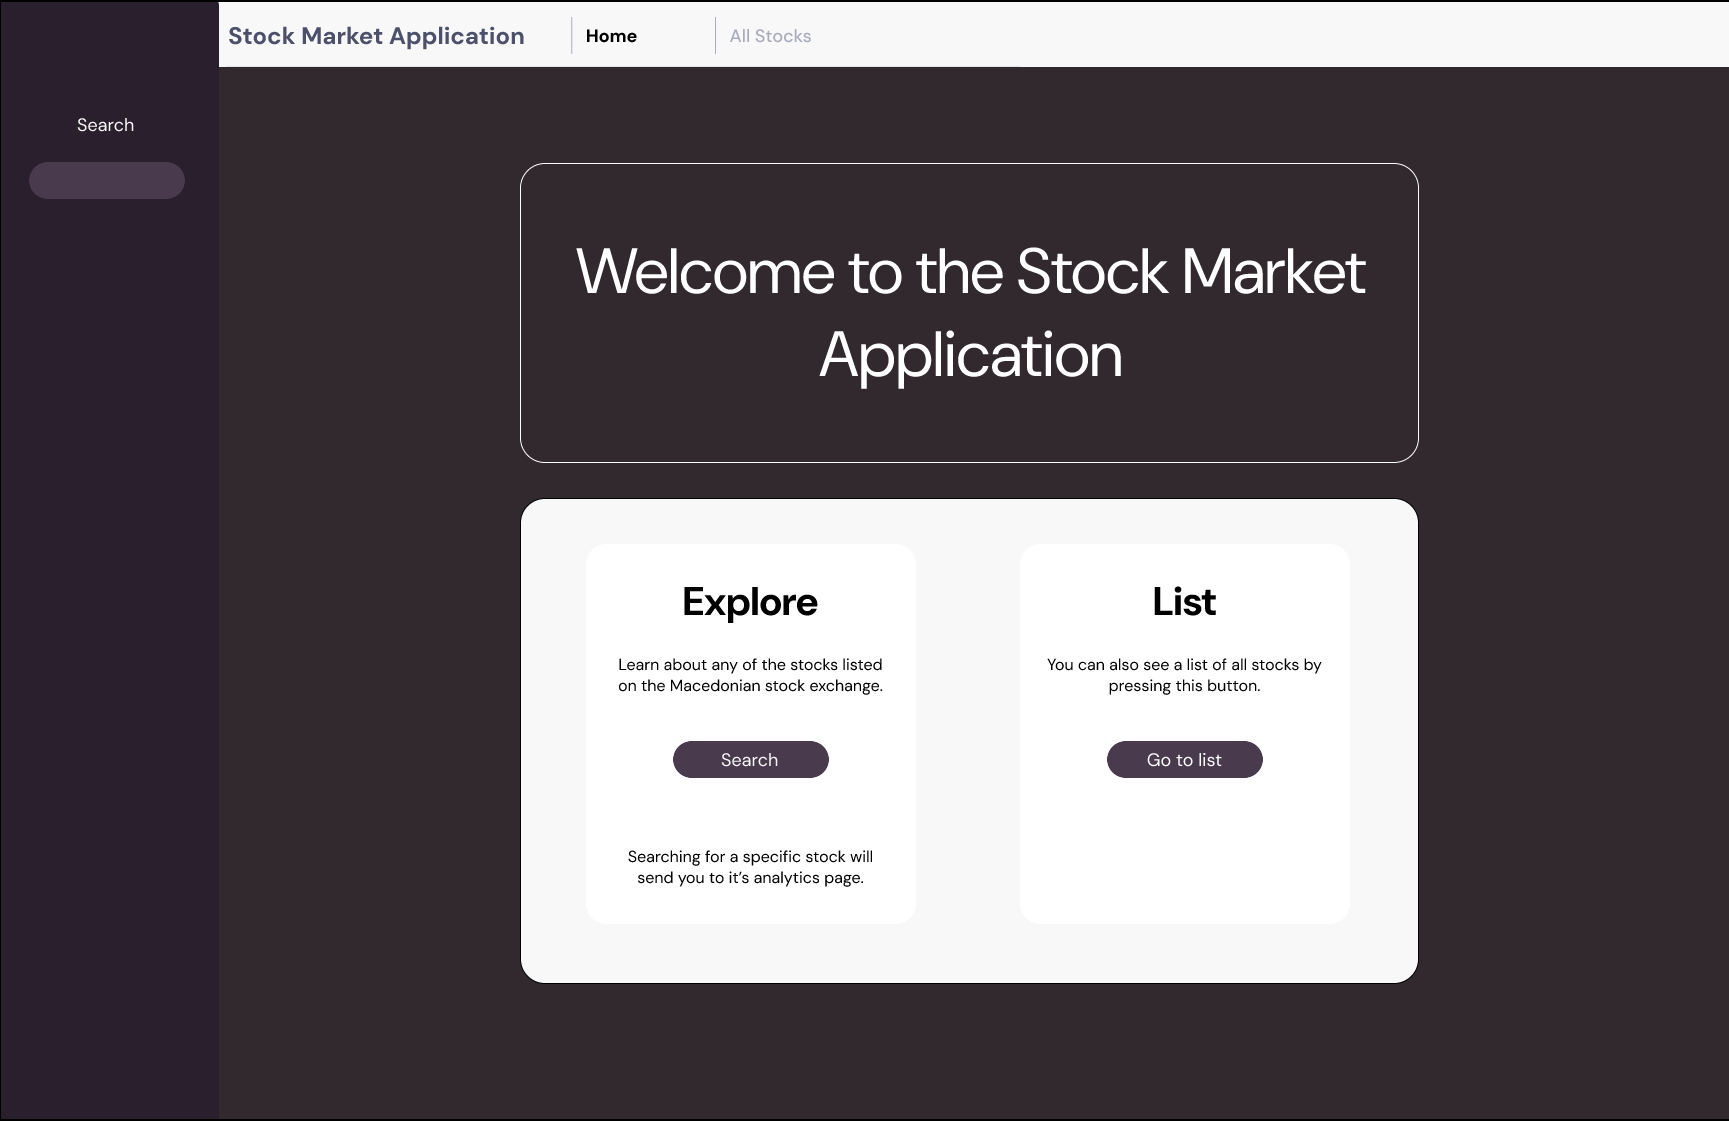 Stock Market Application
Home
All Stocks
Search
Welcome to the Stock Market
Application
Explore
Learn about any of the stocks listed
on the Macedonian stock exchange.
Search
Searching for a specific stock will
send you to it’s analytics page.
List
You can also see a list of all stocks by
pressing this button.
Go to list